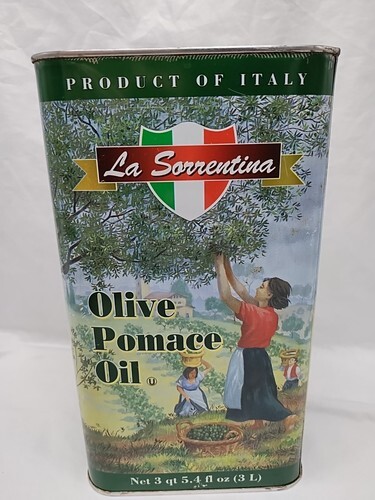 PRODUCT OF ITALY
La Sorrentina
Olive
Pomace
Oil
Net 3 qt 5.4 fl oz (3 L)